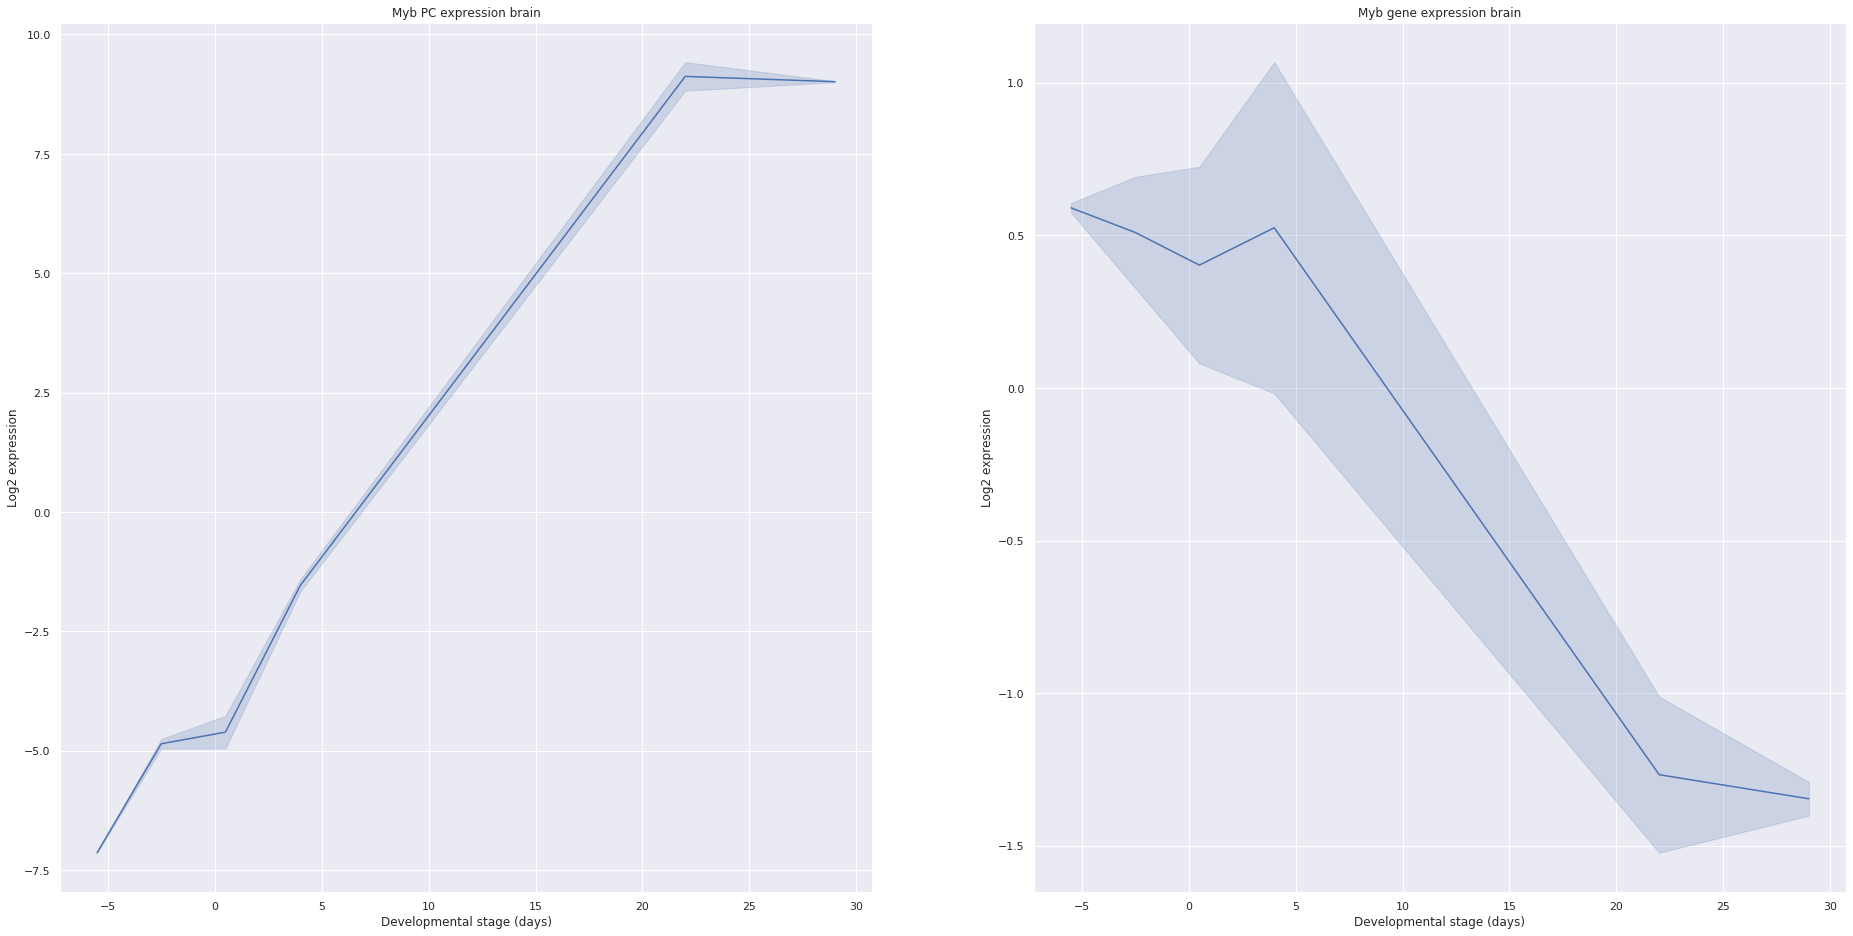 Myb PC expression brain
Log2 expression
10.0
7.5
5.0
2.5
0.0
−2.5
−5.0
−7.5
−5 0 5 10 15 20 25 30
Developmental stage (days)
Myb gene expression brain
Log2 expression
1.0
0.5
0.0
−0.5
−1.0
−1.5
−5 0 5 10 15 20 25 30
Developmental stage (days)